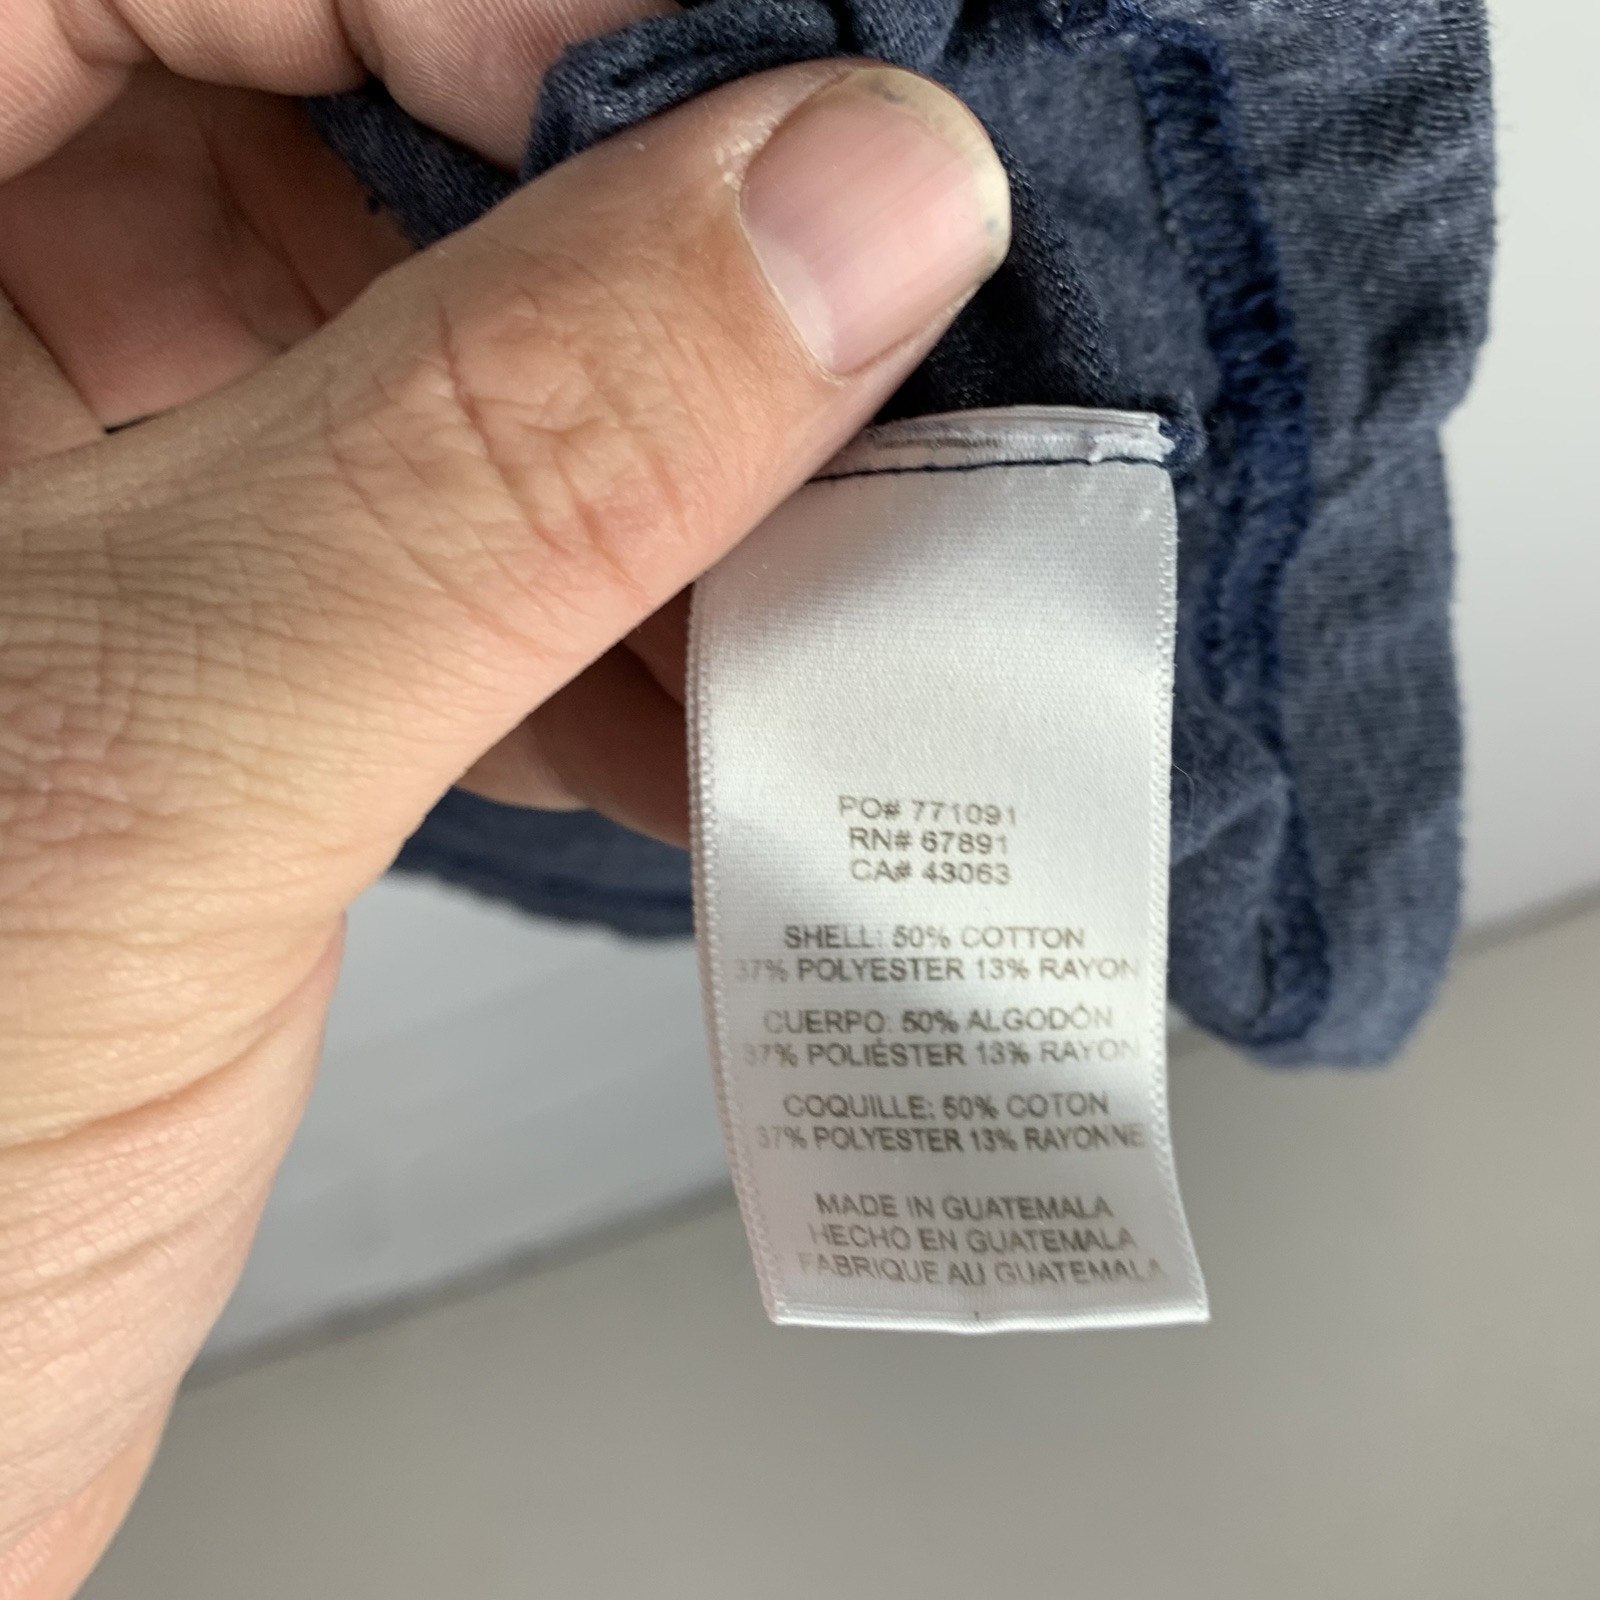 PO# 771091
RN# 67891
CA# 43063
SHELL: 50% COTTON
37% POLYESTER 13% RAYON
CUERPO: 50% ALGODÓN
37% POLIÉSTER 13% RAYON
COQUILLE: 50% COTON
37% POLYESTER 13% RAYONNE
MADE IN GUATEMALA
HECHO EN GUATEMALA
FABRIQUE AU GUATEMALA